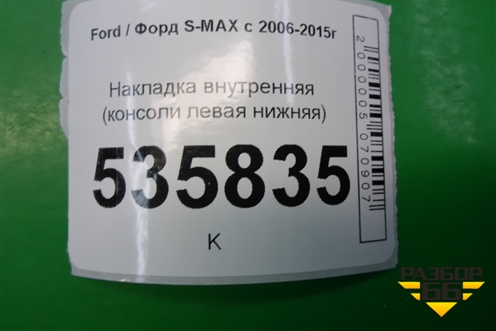 Ford / Форд S-MAX с 2006-2015г
Накладка внутренняя
(консоли левая нижняя)
535835
К
2000005070907
РАЗБОР
66